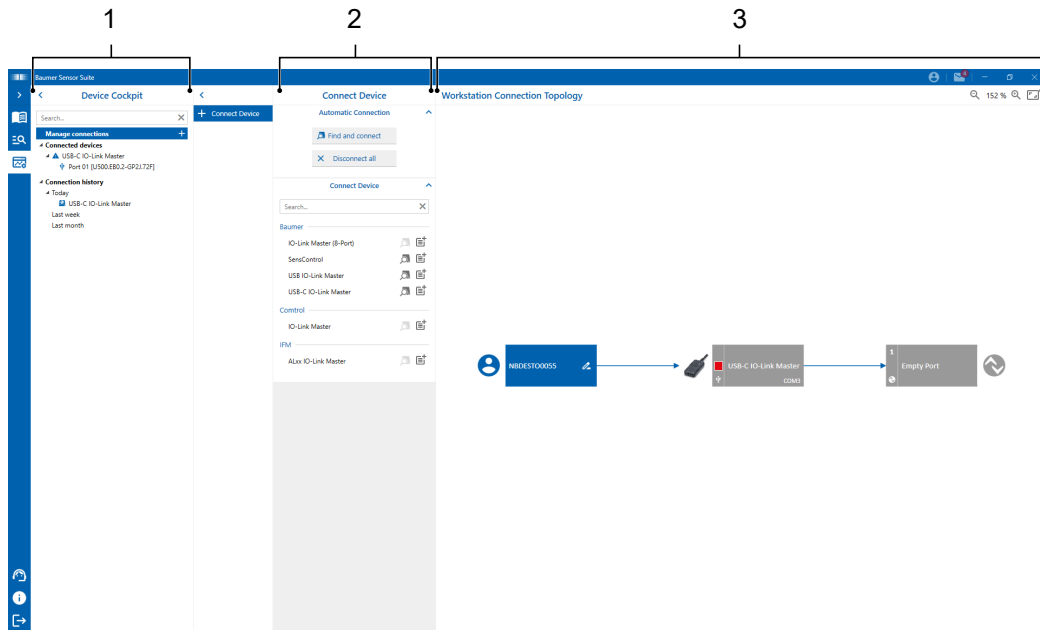 1
2
3
Baumer Sensor Suite
4
Device Cockpit
Search...
Manage connections
Connected devices
USB-C IO-Link Master
Port 01 [U500.EB0.2-GP2J.72F]
Connection history
Today
USB-C IO-Link Master
Last week
Last month
Connect Device
Connect Device
Automatic Connection
Find and connect
Disconnect all
Connect Device
Search...
Baumer
IO-Link Master (8-Port)
SensControl
USB IO-Link Master
USB-C IO-Link Master
Comtrol
IO-Link Master
IFM
ALxx IO-Link Master
Workstation Connection Topology
152 %
NBDESTO0055
USB-C IO-Link Master
COM3
1
Empty Port